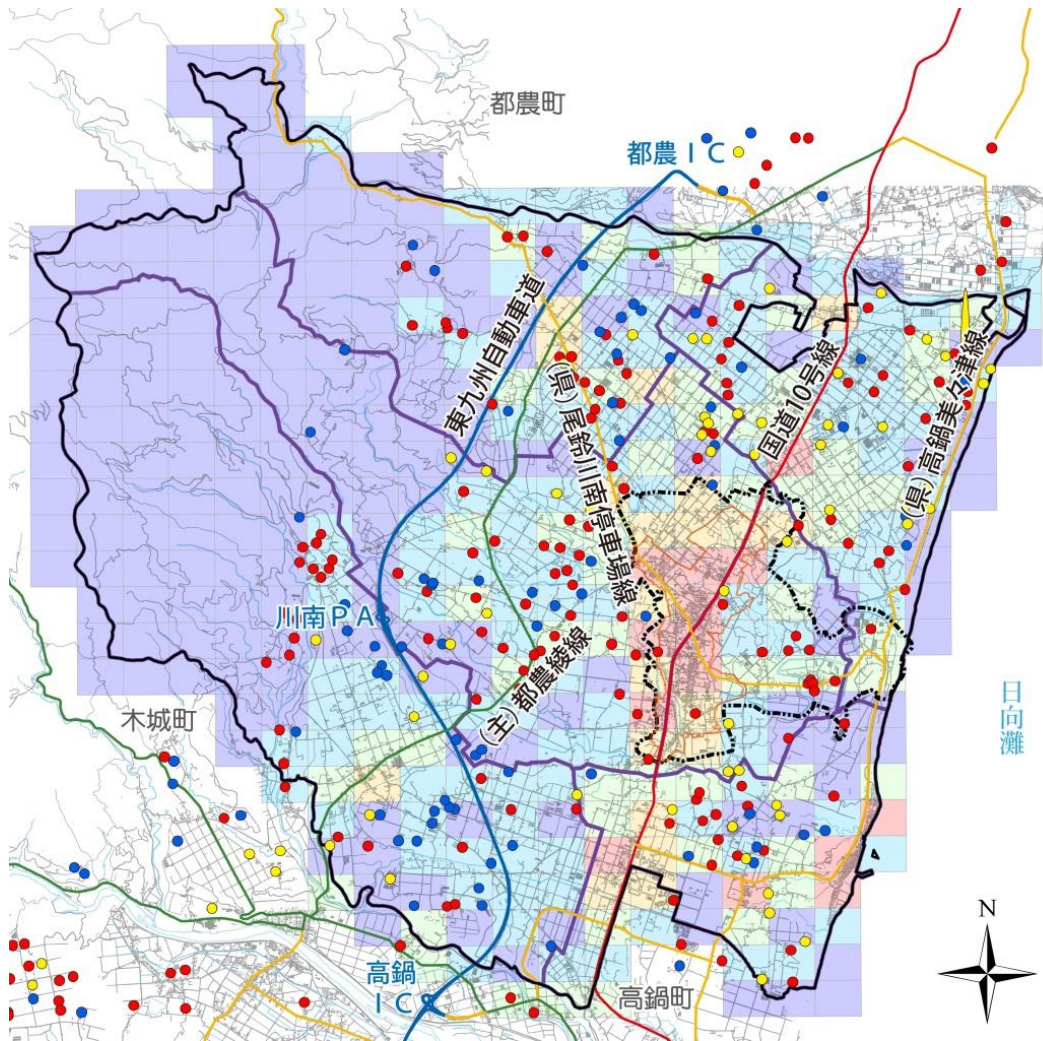 都農町
都農IC
東九州自動車道
国道10号線
(県)高鍋美々津線
(県)尾鈴川南停車場線
川南PA
(主)都農綾線
木城町
日向灘
高鍋
IC
高鍋町
N